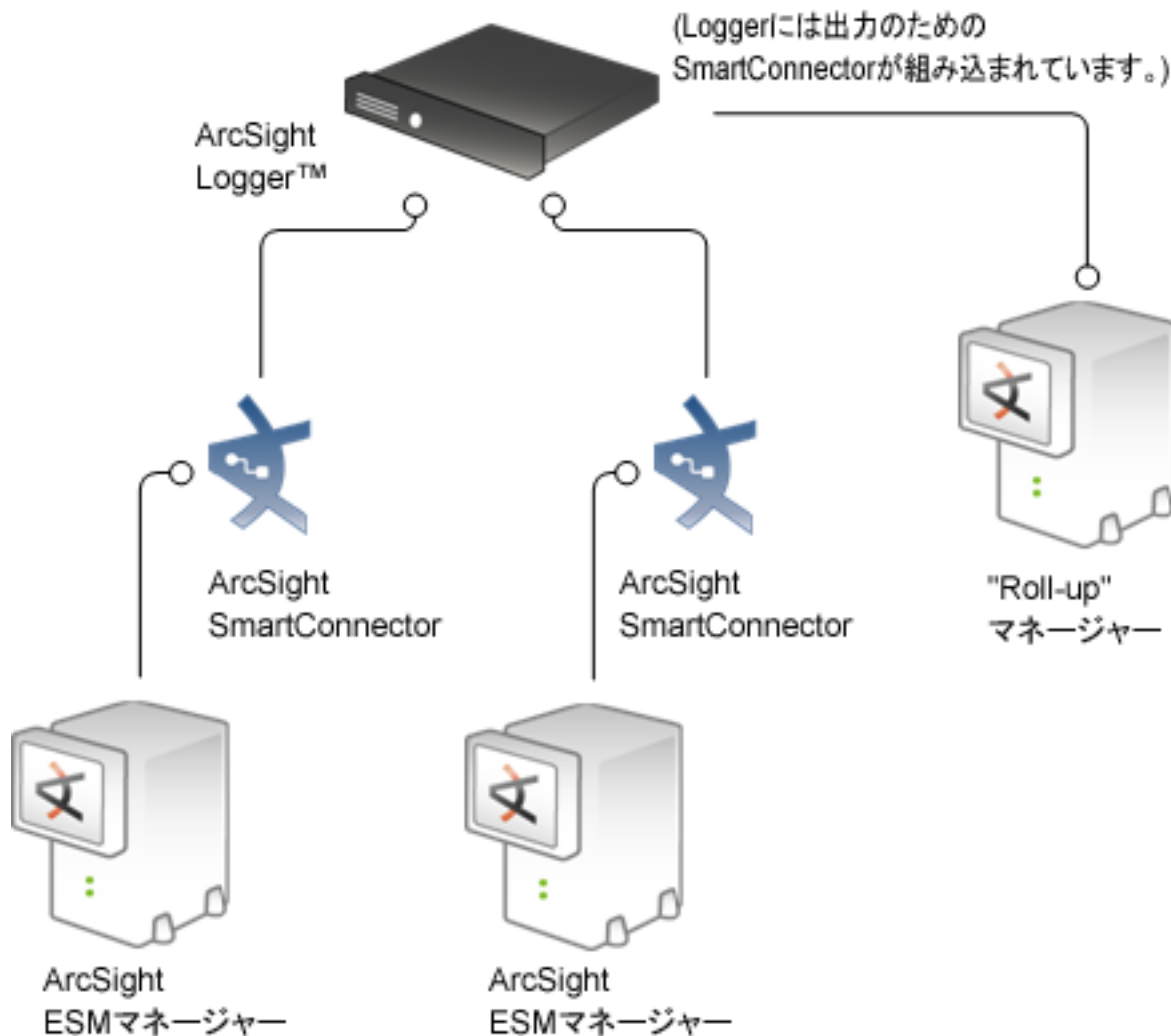 (Loggerには出力のための
SmartConnectorが組み込まれています。)
ArcSight
Logger™
ArcSight
SmartConnector
ArcSight
SmartConnector
"Roll-up"
マネージャー
ArcSight
ESMマネージャー
ArcSight
ESMマネージャー